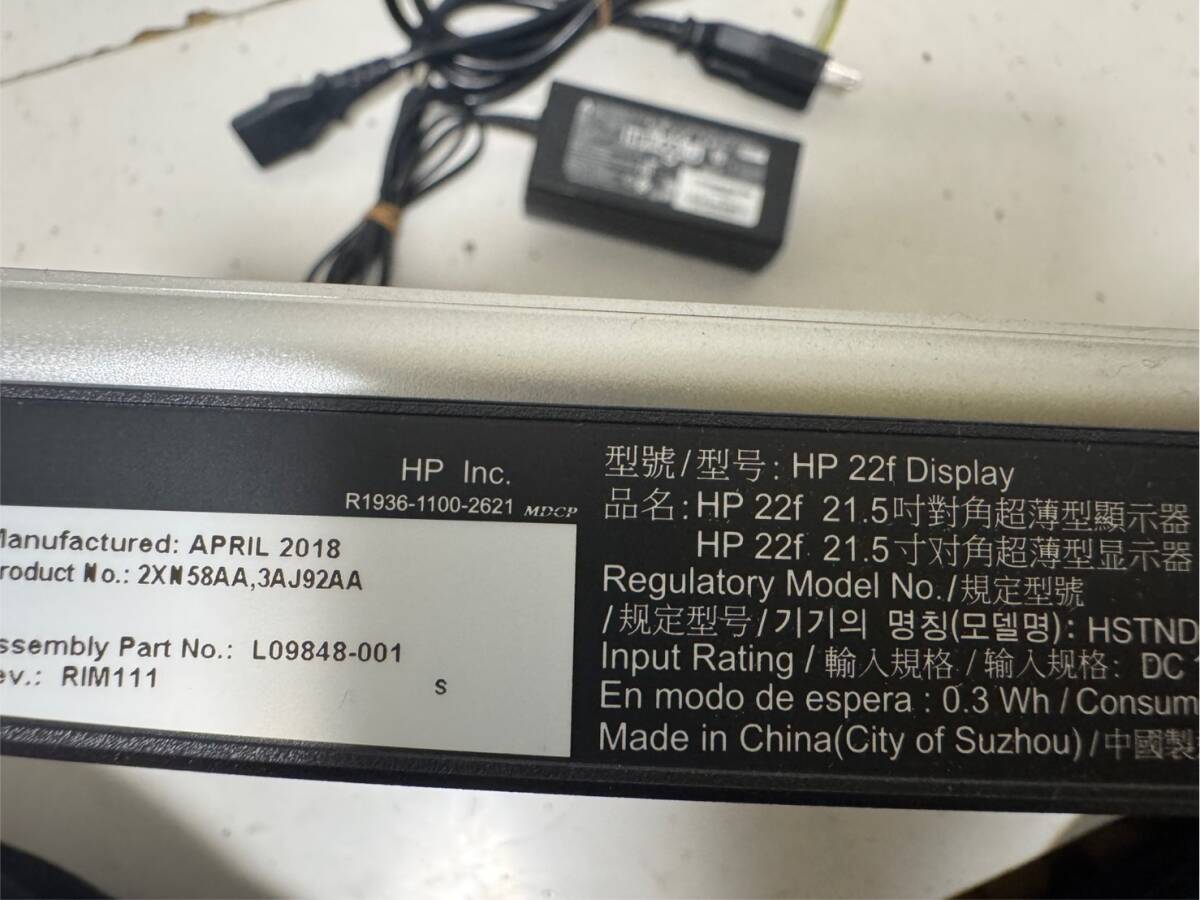 HP Inc.
R1936-1100-2621 MDCP
Manufactured: APRIL 2018
roduct No.: 2XN58AA,3AJ92AA
ssembly Part No.: L09848-001
ev.: RIM111
S
型號/型号: HP 22f Display
品名: HP 22f 21.5吋對角超薄型顯示器
HP 22f 21.5寸对角超薄型显示器
Regulatory Model No./規定型號
/规定型号/기기의 명칭(모델명): HSTND
Input Rating / 輸入規格 / 输入规格: DC
En modo de espera : 0.3 Wh / Consum
Made in China(City of Suzhou) /中國製